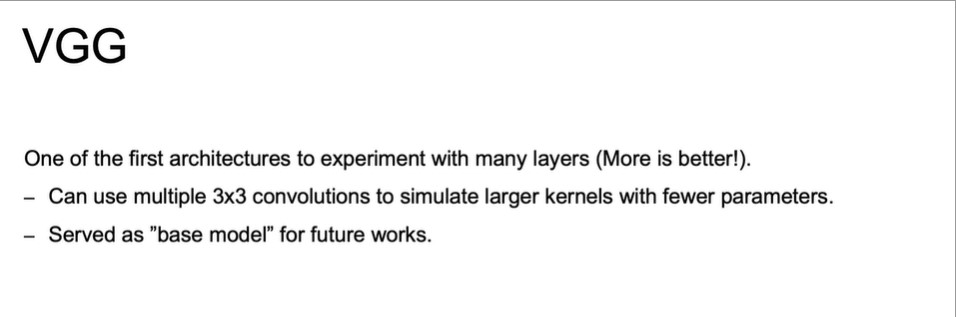 VGG
One of the first architectures to experiment with many layers (More is better!).
– Can use multiple 3x3 convolutions to simulate larger kernels with fewer parameters.
– Served as ”base model” for future works.